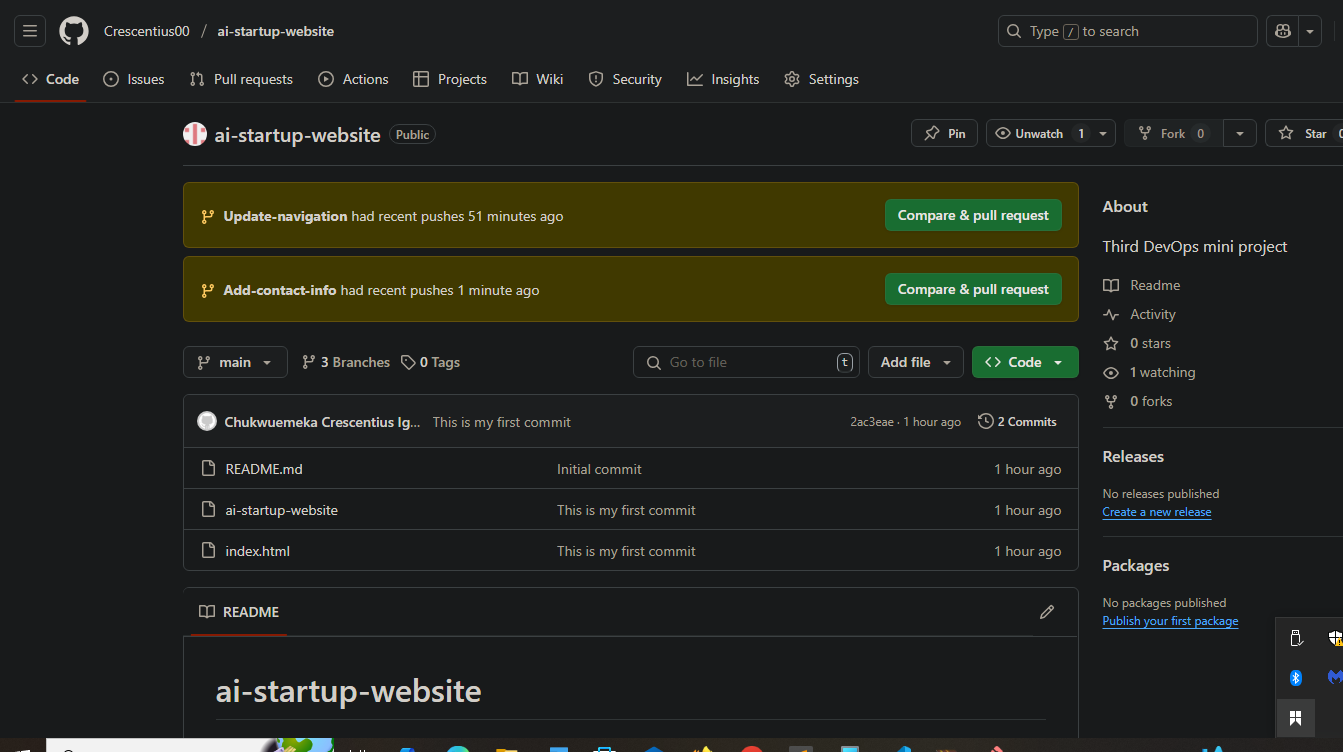 Crescentius00 / ai-startup-website
Type / to search
Code Issues Pull requests Actions Projects Wiki Security Insights Settings
ai-startup-website Public
Pin Unwatch 1 Fork 0 Star
Update-navigation had recent pushes 51 minutes ago Compare & pull request
Add-contact-info had recent pushes 1 minute ago Compare & pull request
main 3 Branches 0 Tags Go to file t Add file Code
Chukwuemeka Crescentius Ig... This is my first commit 2ac3eae · 1 hour ago 2 Commits
README.md Initial commit 1 hour ago
ai-startup-website This is my first commit 1 hour ago
index.html This is my first commit 1 hour ago
README
ai-startup-website
About
Third DevOps mini project
Readme
Activity
0 stars
1 watching
0 forks
Releases
No releases published
Create a new release
Packages
No packages published
Publish your first package